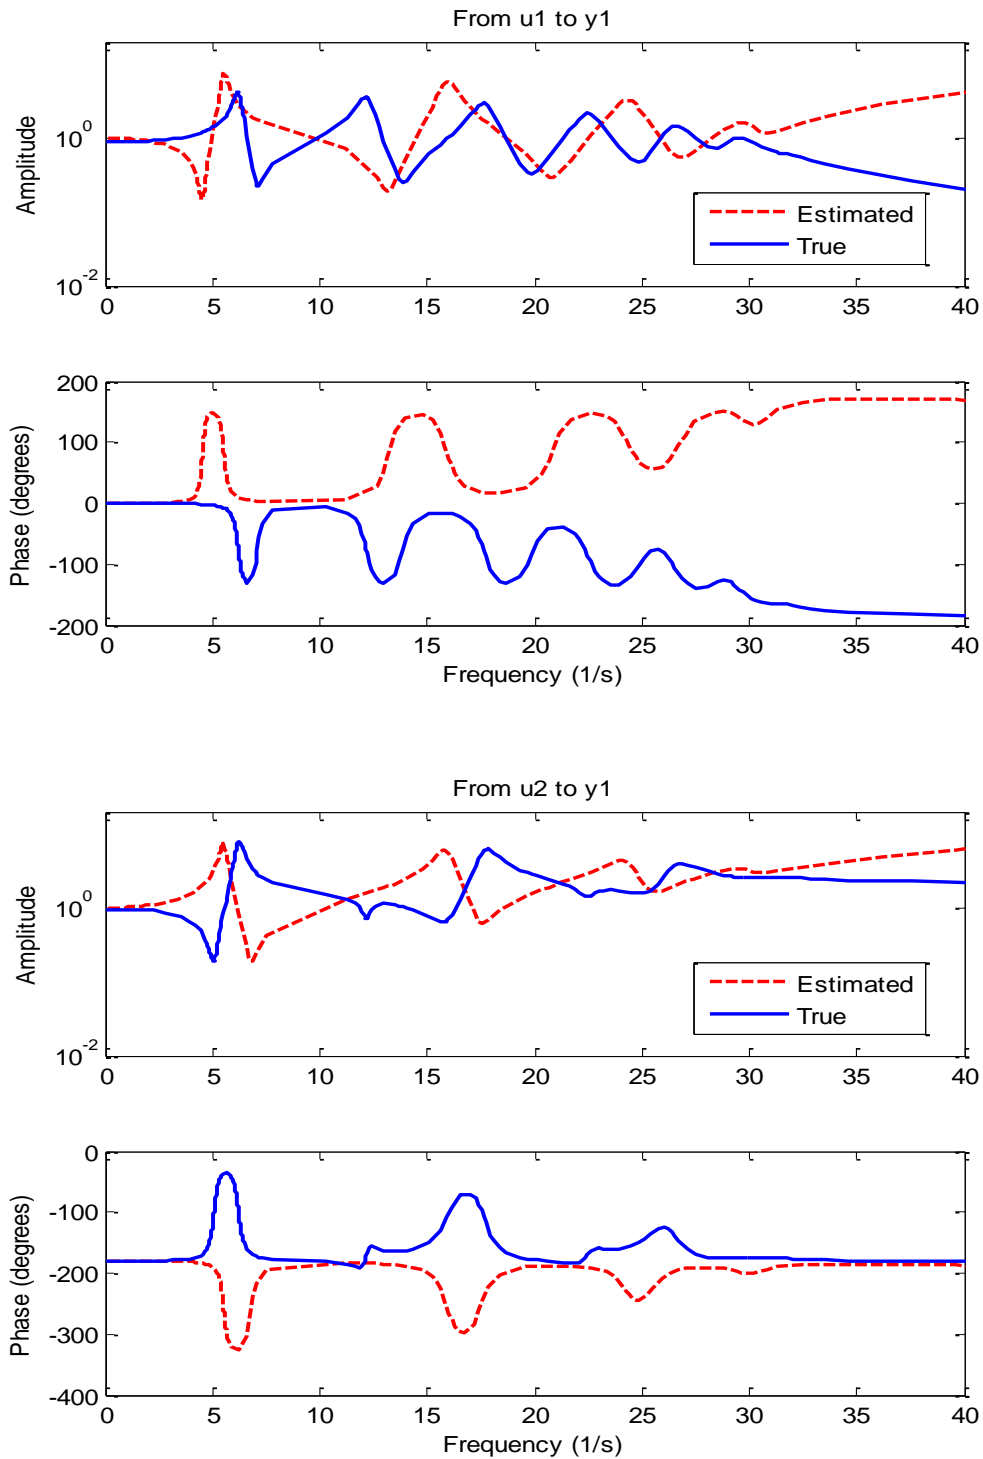 From u1 to y1
Amplitude
10^0
10^-2
0 5 10 15 20 25 30 35 40
Estimated
True
Phase (degrees)
200
100
0
-100
-200
0 5 10 15 20 25 30 35 40
Frequency (1/s)
From u2 to y1
Amplitude
10^0
10^-2
0 5 10 15 20 25 30 35 40
Estimated
True
Phase (degrees)
0
-100
-200
-300
-400
0 5 10 15 20 25 30 35 40
Frequency (1/s)